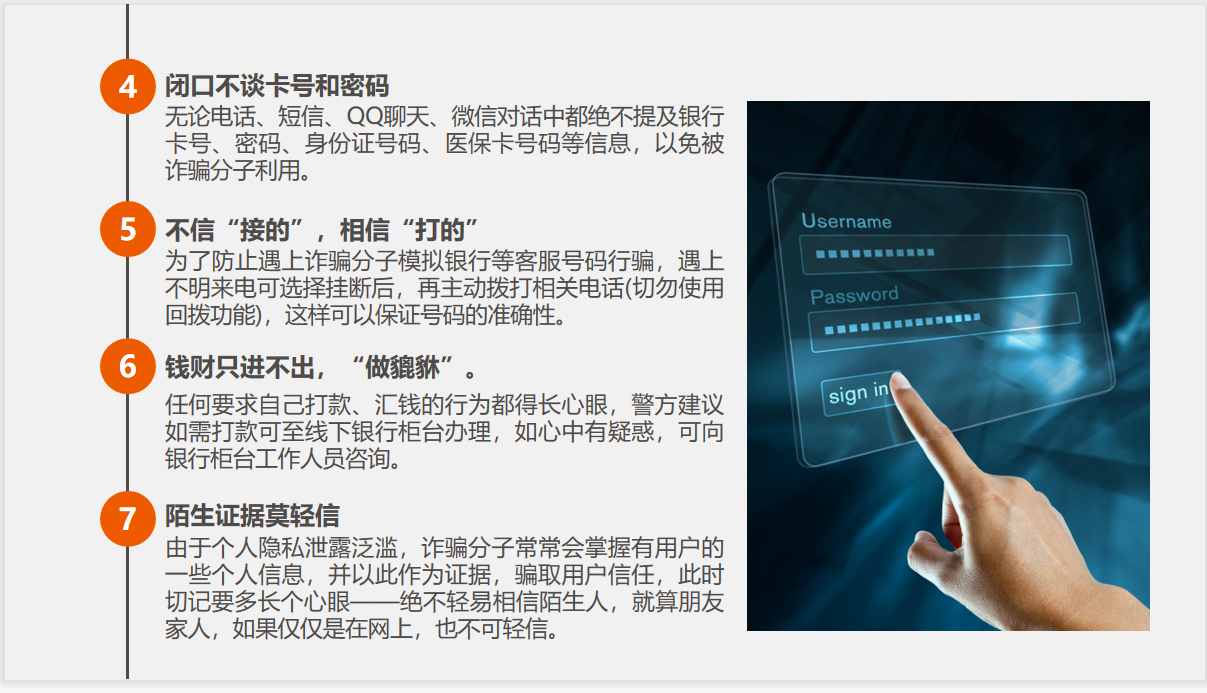 4 闭口不谈卡号和密码
无论电话、短信、QQ聊天、微信对话中都绝不提及银行
卡号、密码、身份证号码、医保卡号码等信息，以免被
诈骗分子利用。
5 不信“接的”，相信“打的”
为了防止遇上诈骗分子模拟银行等客服号码行骗，遇上
不明来电可选择挂断后，再主动拨打相关电话(切勿使用
回拨功能)，这样可以保证号码的准确性。
6 钱财只进不出，“做貔貅”。
任何要求自己打款、汇钱的行为都得长心眼，警方建议
如需打款可至线下银行柜台办理，如心中有疑惑，可向
银行柜台工作人员咨询。
7 陌生证据莫轻信
由于个人隐私泄露泛滥，诈骗分子常常会掌握有用户的
一些个人信息，并以此作为证据，骗取用户信任，此时
切记要多长个心眼——绝不轻易相信陌生人，就算朋友
家人，如果仅仅是在网上，也不可轻信。
Username
Password
sign in